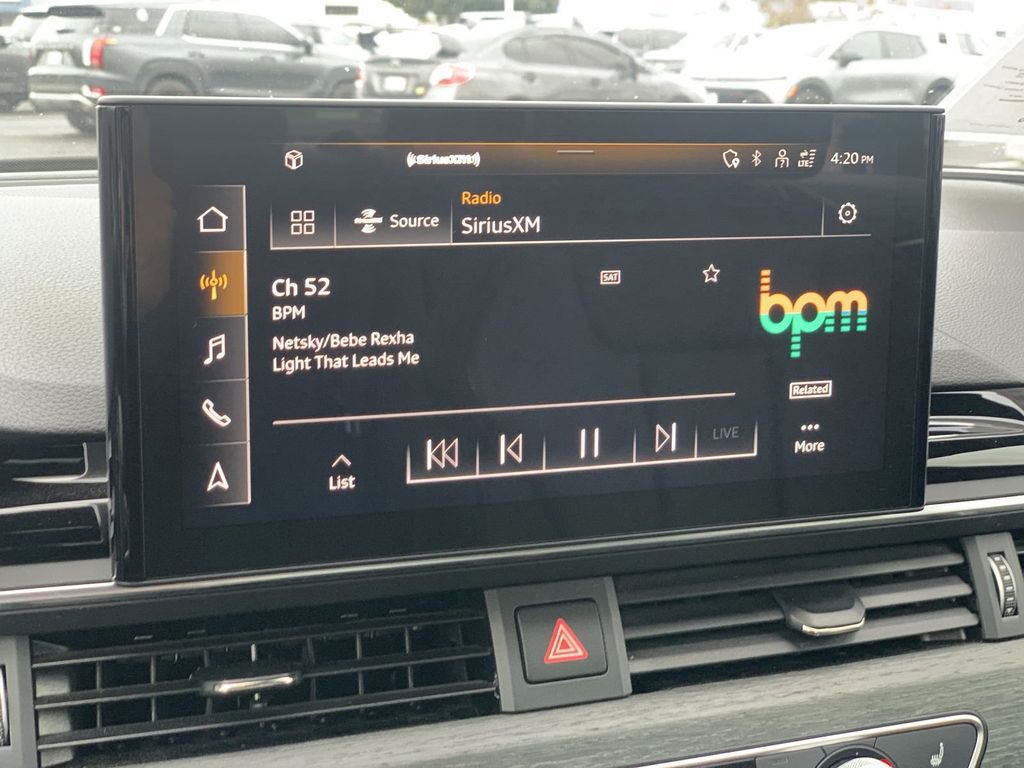 SIRIUSXM
LTE
4:20 PM
Source
Radio
SiriusXM
Ch 52
SAT
BPM
bpm
Netsky/Bebe Rexha
Light That Leads Me
Related
LIVE
List
More